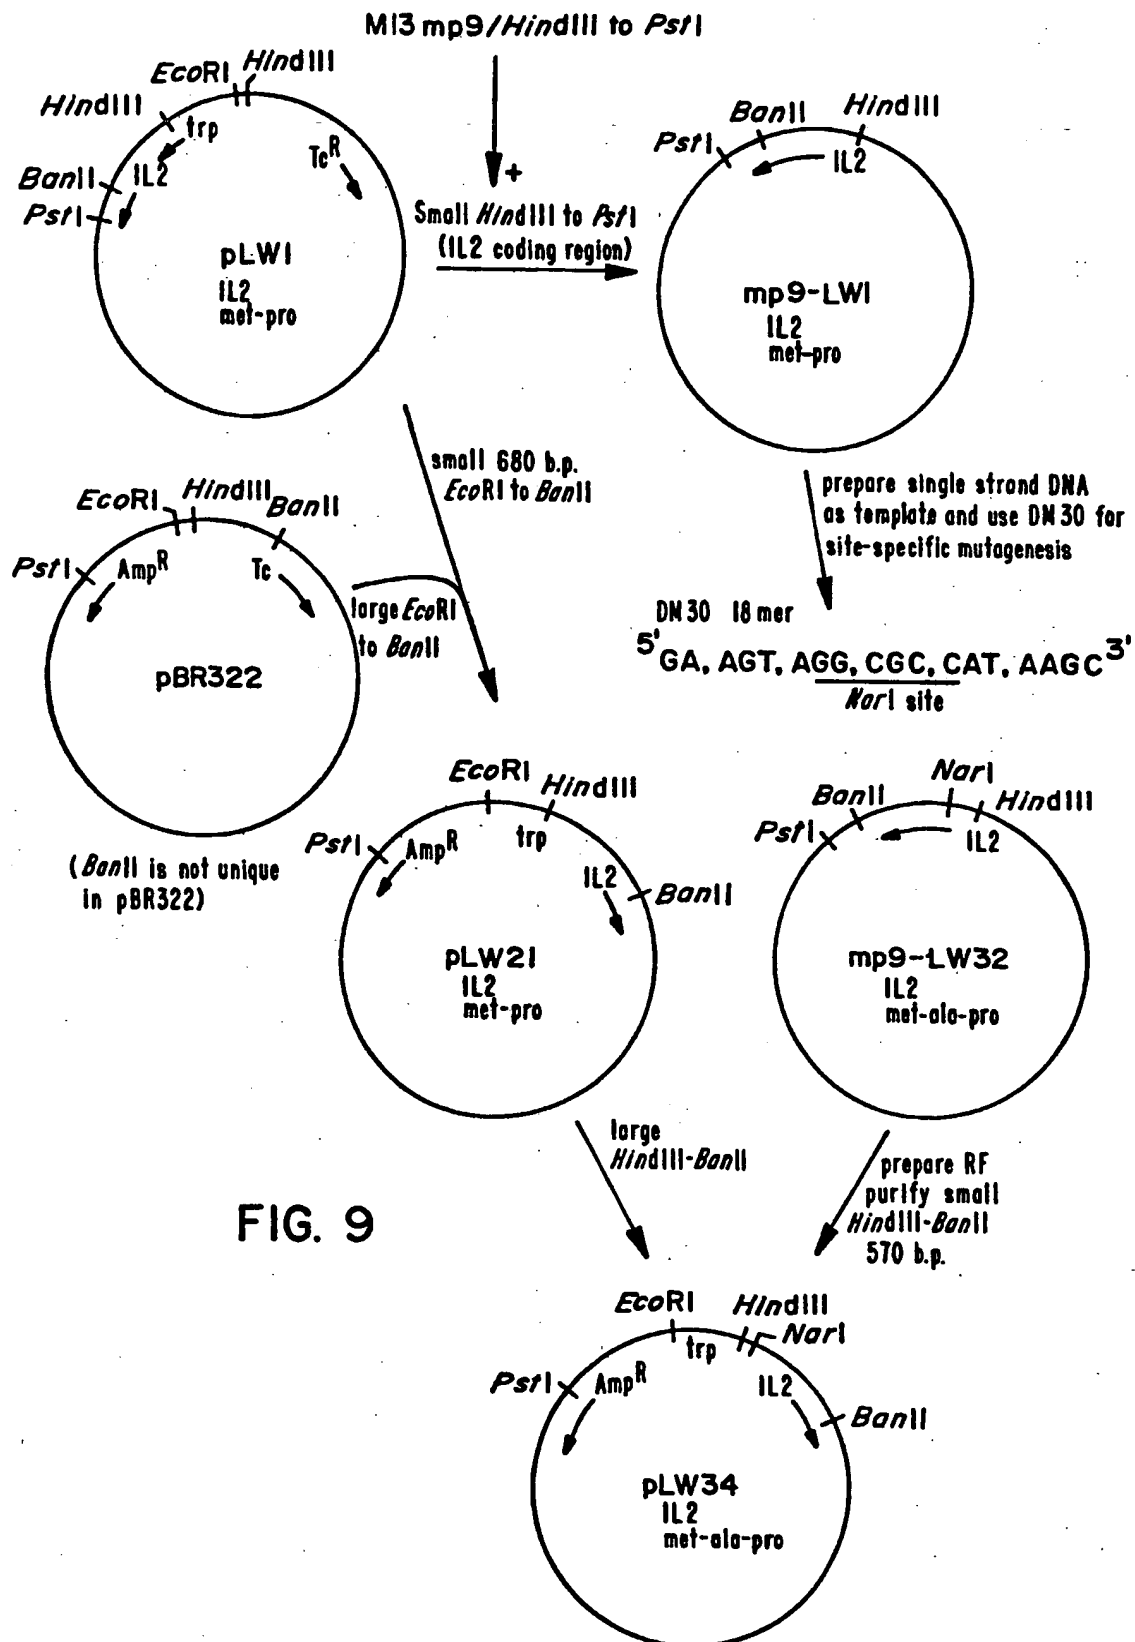 M13 mp9/HindIII to PstI
EcoRI
HindIII
HindIII
trp
TcR
BanII
IL2
PstI
pLW1
IL2
met-pro
+
Small HindIII to PstI
(IL2 coding region)
PstI
BanII
HindIII
IL2
mp9-LW1
IL2
met-pro
small 680 b.p.
EcoRI to BanII
prepare single strand DNA
as template and use DM30 for
site-specific mutagenesis
EcoRI
HindIII
BanII
PstI
AmpR
Tc
pBR322
large EcoRI
to BanII
(BanII is not unique
in pBR322)
DM30 18 mer
5' GA, AGT, AGG, CGC, CAT, AAGC 3'
NarI site
EcoRI
HindIII
PstI
AmpR
trp
IL2
BanII
pLW21
IL2
met-pro
NarI
BanII
HindIII
PstI
IL2
mp9-LW32
IL2
met-ala-pro
large
HindIII-BanII
prepare RF
purify small
HindIII-BanII
570 b.p.
FIG. 9
EcoRI
HindIII
NarI
trp
PstI
AmpR
IL2
BanII
pLW34
IL2
met-ala-pro